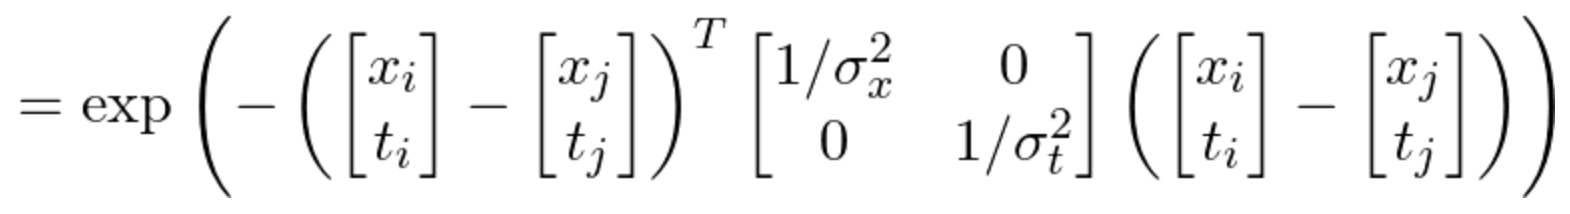 = exp ( − ( [ x_i ; t_i ] − [ x_j ; t_j ] )^T [ 1/σ_x^2 0 ; 0 1/σ_t^2 ] ( [ x_i ; t_i ] − [ x_j ; t_j ] ) )